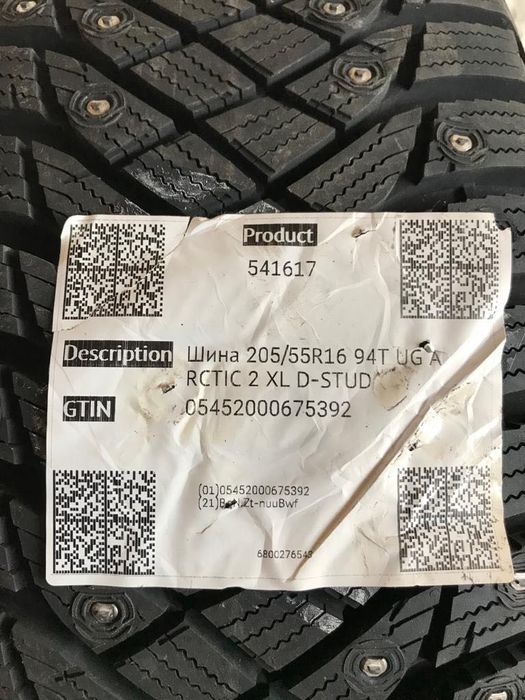 Product
541617
Description Шина 205/55R16 94T UG A
RCTIC 2 XL D-STUD
GTIN 05452000675392
(01)05452000675392
6800276543